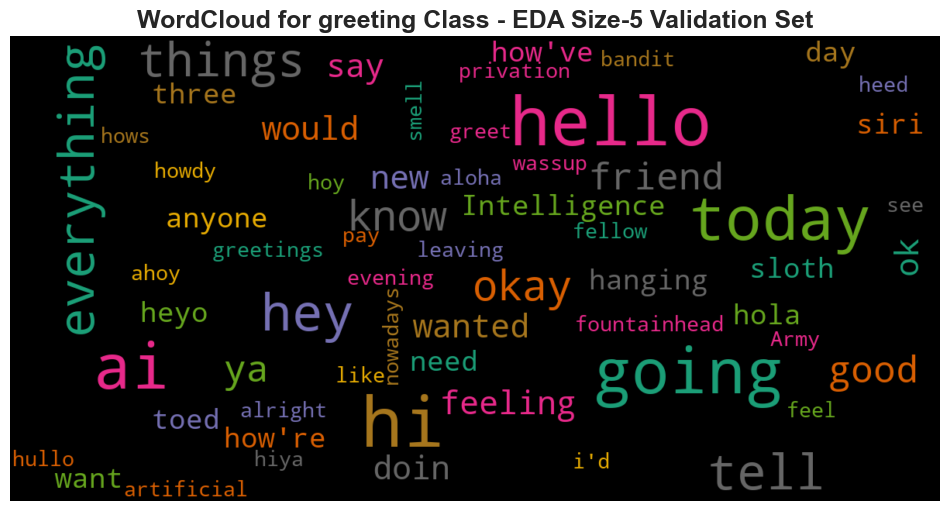 WordCloud for greeting Class - EDA Size-5 Validation Set
everything
things
say
how've
bandit
day
privation
heed
three
smell
hello
siri
hows
would
greet
wassup
howdy
hoy
new
aloha
friend
anyone
know
Intelligence
today
see
greetings
pay
leaving
fellow
ok
ahoy
evening
okay
hanging
sloth
heyo
hey
nowadays
wanted
fountainhead
hola
Army
ai
ya
like
need
going
good
toed
alright
hi
feeling
feel
how're
hullo
hiya
doin
i'd
tell
want
artificial